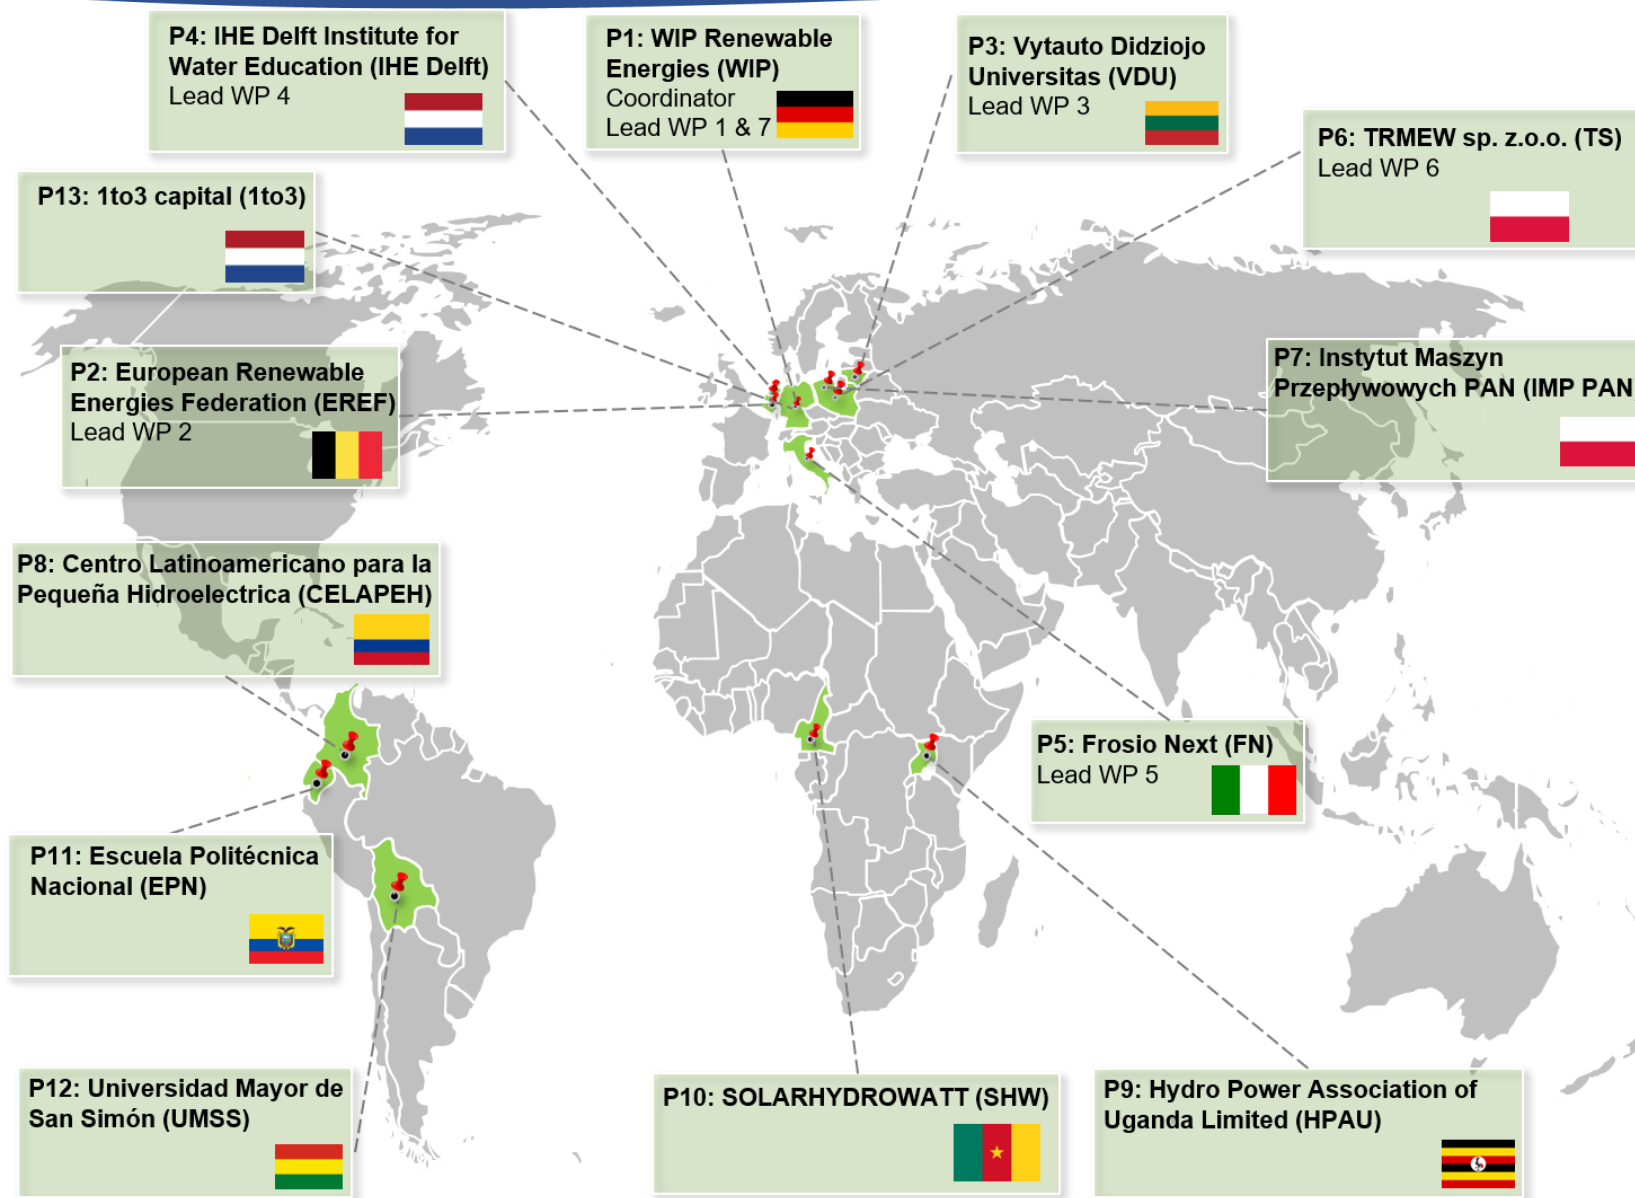 P4: IHE Delft Institute for
Water Education (IHE Delft)
Lead WP 4
P1: WIP Renewable
Energies (WIP)
Coordinator
Lead WP 1 & 7
P3: Vytauto Didziojo
Universitas (VDU)
Lead WP 3
P6: TRMEW sp. z.o.o. (TS)
Lead WP 6
P13: 1to3 capital (1to3)
P2: European Renewable
Energies Federation (EREF)
Lead WP 2
P7: Instytut Maszyn
Przepływowych PAN (IMP PAN)
P8: Centro Latinoamericano para la
Pequeña Hidroelectrica (CELAPEH)
P5: Frosio Next (FN)
Lead WP 5
P11: Escuela Politécnica
Nacional (EPN)
P12: Universidad Mayor de
San Simón (UMSS)
P10: SOLARHYDROWATT (SHW)
P9: Hydro Power Association of
Uganda Limited (HPAU)